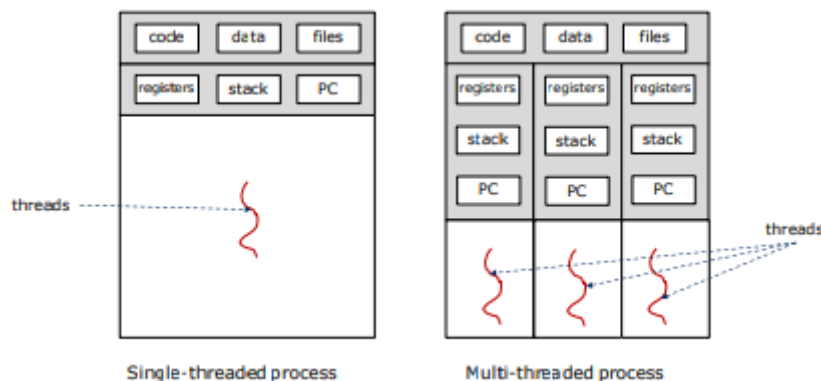 code data files
registers stack PC
threads
Single-threaded process
code data files
registers registers registers
stack stack stack
PC PC PC
threads
Multi-threaded process